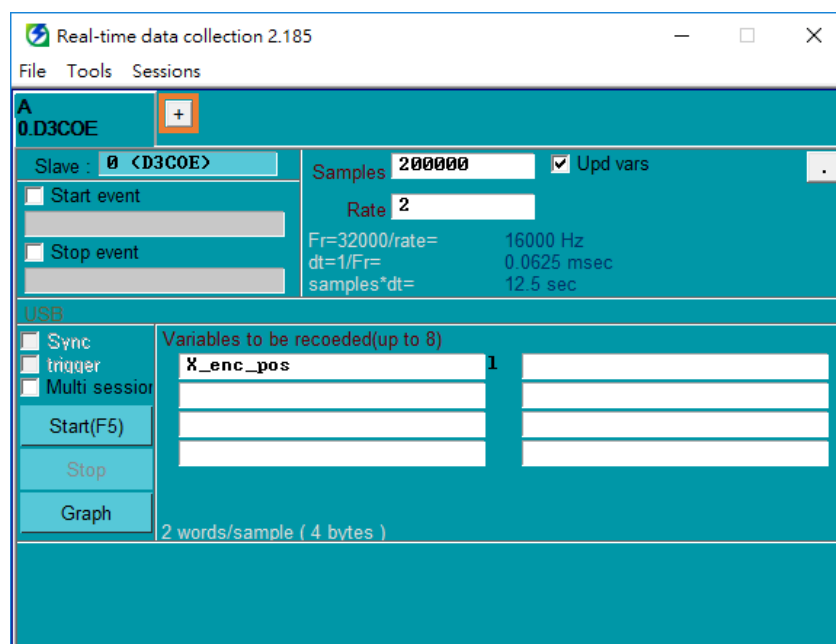 Real-time data collection 2.185
File Tools Sessions
A
0.D3COE
+
Slave : 0 <D3COE>
Samples 200000
Upd vars
.
Start event
Rate 2
Stop event
Fr=32000/rate= 16000 Hz
dt=1/Fr= 0.0625 msec
samples*dt= 12.5 sec
USB
Sync
trigger
Multi session
Variables to be recoeded(up to 8)
X_enc_pos 1
Start(F5)
Stop
Graph
2 words/sample ( 4 bytes )